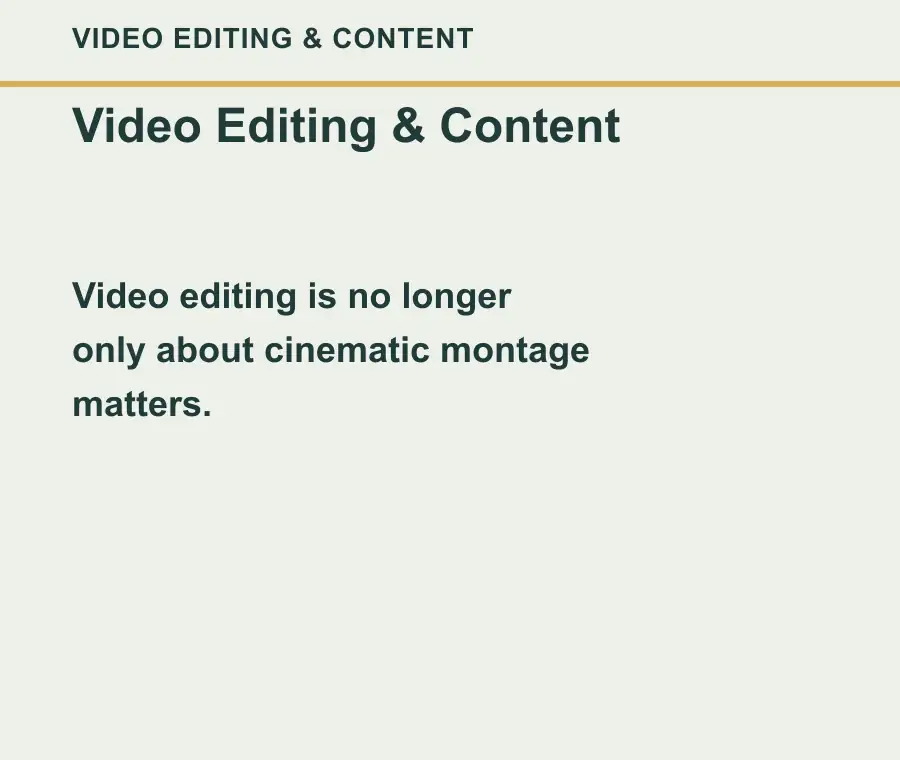 VIDEO EDITING & CONTENT
Video Editing & Content
Video editing is no longer
only about cinematic montage
matters.